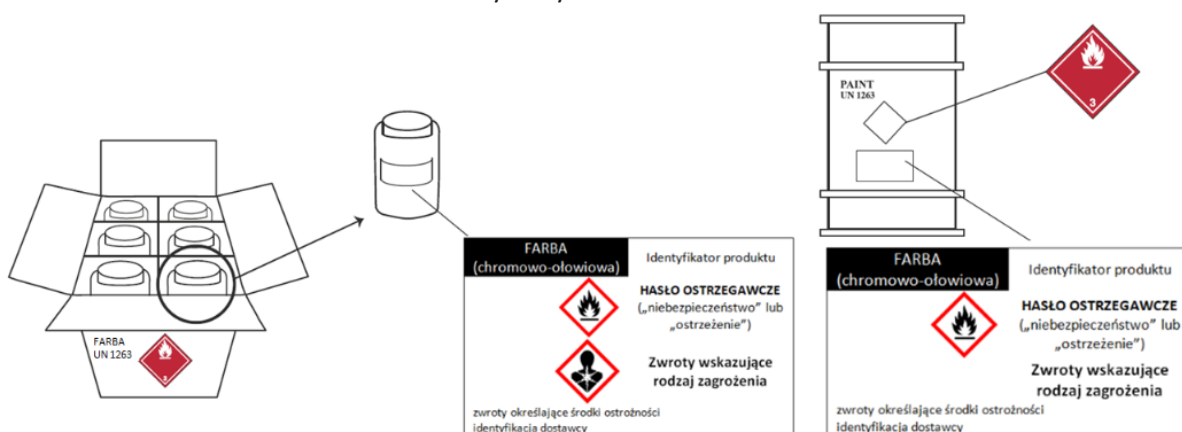 FARBA
UN 1263
3
FARBA
(chromowo-ołowiowa)
Identyfikator produktu
HASŁO OSTRZEGAWCZE
(„niebezpieczeństwo" lub
„ostrzeżenie")
Zwroty wskazujące
rodzaj zagrożenia
zwroty określające środki ostrożności
identyfikacja dostawcy
PAINT
UN 1263
3
FARBA
(chromowo-ołowiowa)
Identyfikator produktu
HASŁO OSTRZEGAWCZE
(„niebezpieczeństwo" lub
„ostrzeżenie")
Zwroty wskazujące
rodzaj zagrożenia
zwroty określające środki ostrożności
identyfikacja dostawcy